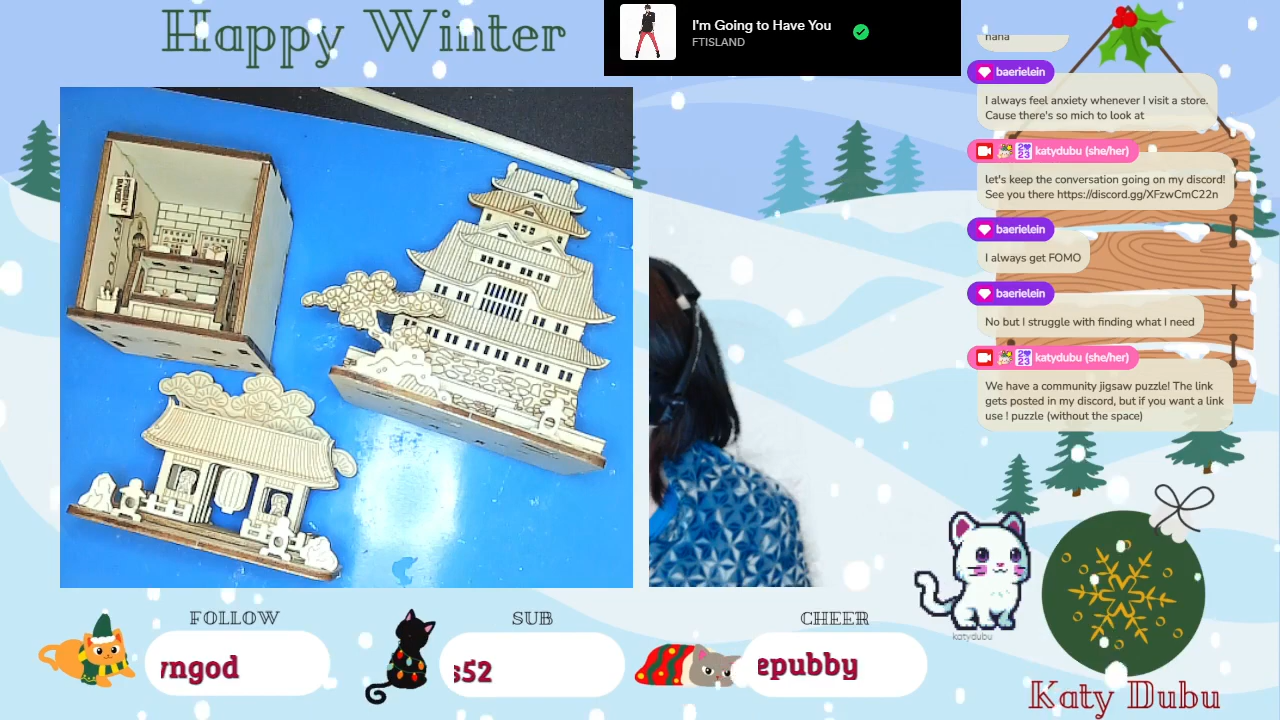 Happy Winter
I'm Going to Have You
FTISLAND
baerielein
I always feel anxiety whenever I visit a store.
Cause there's so mich to look at
katydubu (she/her)
let's keep the conversation going on my discord!
See you there https://discord.gg/XFzwCmC22n
baerielein
I always get FOMO
baerielein
No but I struggle with finding what I need
katydubu (she/her)
We have a community jigsaw puzzle! The link
gets posted in my discord, but if you want a link
use ! puzzle (without the space)
FOLLOW
SUB
CHEER
vngod
s52
epubby
katydubu
Katy Dubu